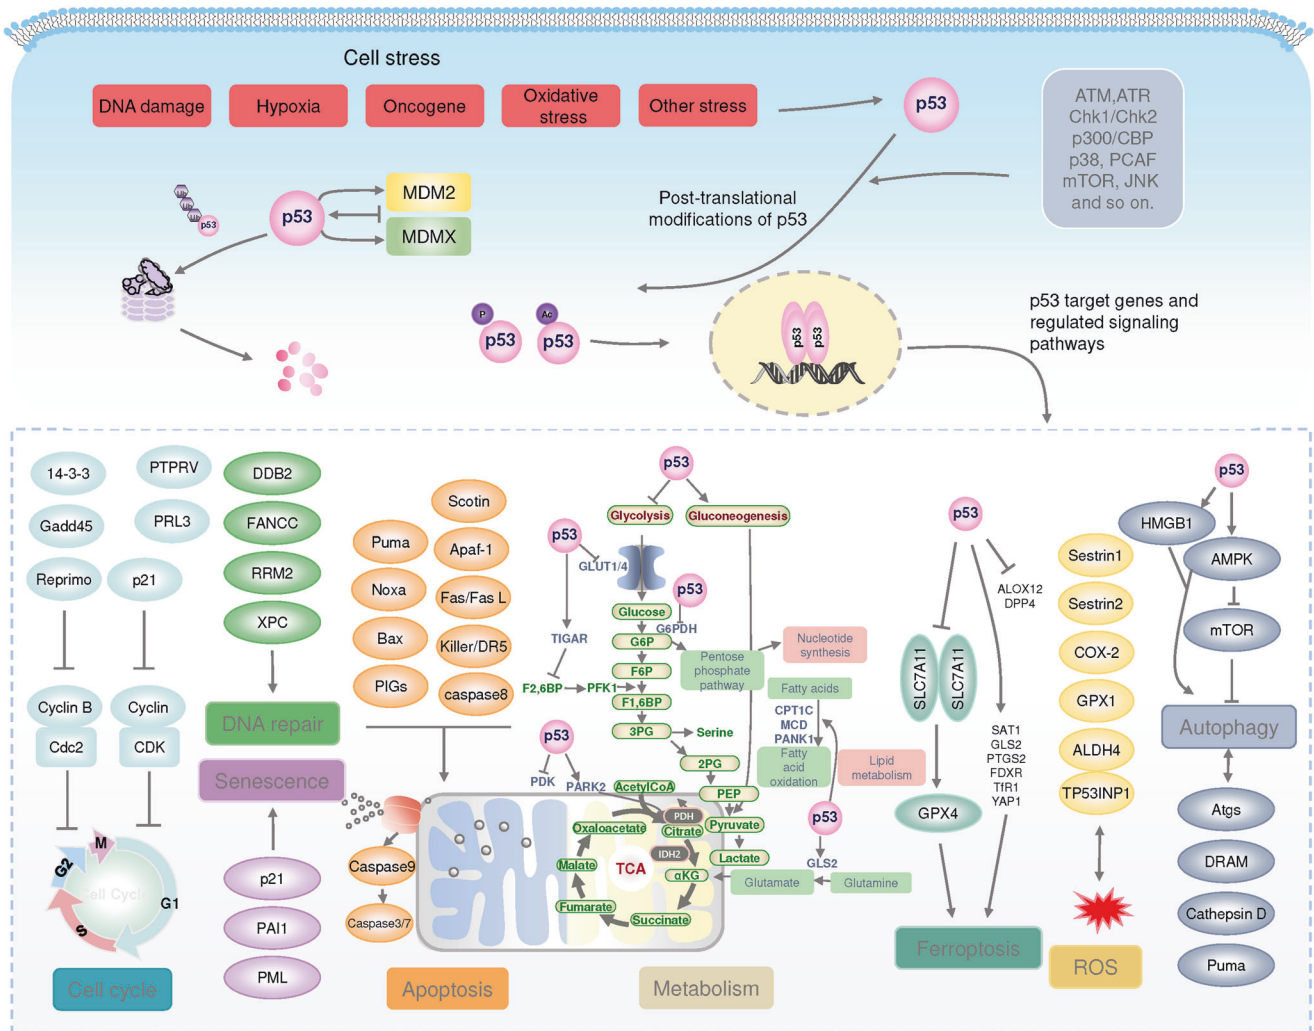 Cell stress
DNA damage
Hypoxia
Oncogene
Oxidative
stress
Other stress
p53
ATM,ATR
Chk1/Chk2
p300/CBP
p38, PCAF
mTOR, JNK
and so on.
Ub
Ub
Ub
p53
p53
MDM2
MDMX
Post-translational
modifications of p53
P
p53
Ac
p53
p53
p53
p53 target genes and
regulated signaling
pathways
14-3-3
PTPRV
Gadd45
PRL3
Reprimo
p21
Cyclin B
Cdc2
Cyclin
CDK
M
G2
G1
S
Cell Cycle
Cell cycle
DDB2
FANCC
RRM2
XPC
DNA repair
Senescence
p21
PAI1
PML
Scotin
Puma
Apaf-1
Noxa
Fas/Fas L
Bax
Killer/DR5
PIGs
caspase8
Caspase9
Caspase3/7
Apoptosis
p53
Glycolysis
Gluconeogenesis
p53
GLUT1/4
p53
Glucose
G6PDH
TIGAR
G6P
F6P
F2,6BP
PFK1
F1,6BP
3PG
Serine
2PG
PEP
Pyruvate
Lactate
Pentose
phosphate
pathway
Nucleotide
synthesis
Fatty acids
CPT1C
MCD
PANK1
Fatty
acid
oxidation
Lipid
metabolism
p53
GLS2
Glutamate
Glutamine
p53
PDK
PARK2
AcetylCoA
PDH
Oxaloacetate
Citrate
IDH2
Malate
TCA
αKG
Fumarate
Succinate
Metabolism
p53
ALOX12
DPP4
SLC7A11
SLC7A11
SAT1
GLS2
PTGS2
FDXR
TfR1
YAP1
GPX4
Ferroptosis
Sestrin1
Sestrin2
COX-2
GPX1
ALDH4
TP53INP1
ROS
p53
HMGB1
AMPK
mTOR
Autophagy
Atgs
DRAM
Cathepsin D
Puma